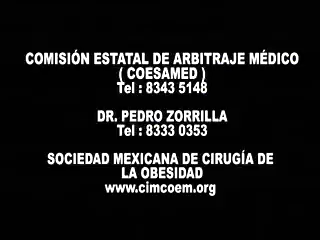 COMISIÓN ESTATAL DE ARBITRAJE MÉDICO
( COESAMED )
Tel : 8343 5148
DR. PEDRO ZORRILLA
Tel : 8333 0353
SOCIEDAD MEXICANA DE CIRUGÍA DE
LA OBESIDAD
www.cimcoem.org